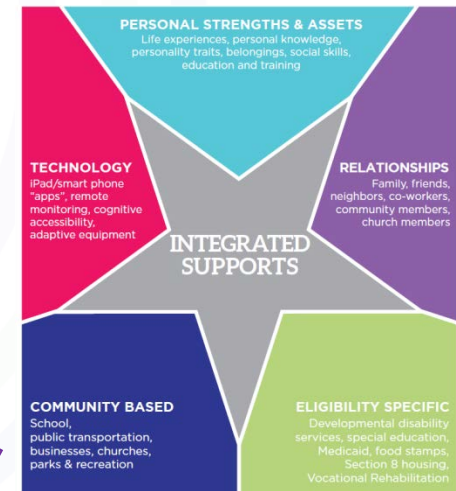 PERSONAL STRENGTHS & ASSETS
Life experiences, personal knowledge,
personality traits, belongings, social skills,
education and training
TECHNOLOGY
iPad/smart phone
"apps", remote
monitoring, cognitive
accessibility,
adaptive equipment
RELATIONSHIPS
Family, friends,
neighbors, co-workers,
community members,
church members
INTEGRATED
SUPPORTS
COMMUNITY BASED
School,
public transportation,
businesses, churches,
parks & recreation
ELIGIBILITY SPECIFIC
Developmental disability
services, special education,
Medicaid, food stamps,
Section 8 housing,
Vocational Rehabilitation